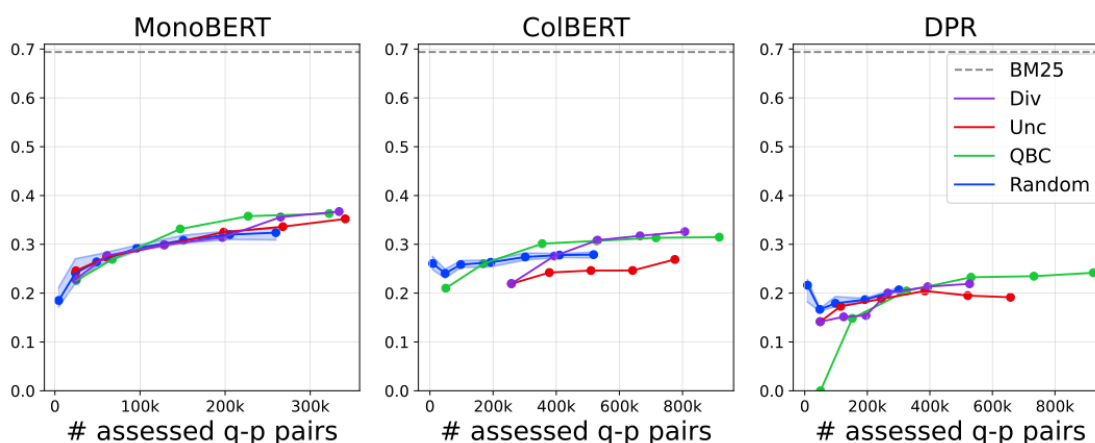 MonoBERT
0.7
0.6
0.5
0.4
0.3
0.2
0.1
0.0
0
100k
200k
300k
# assessed q-p pairs
ColBERT
0.7
0.6
0.5
0.4
0.3
0.2
0.1
0.0
0
200k
400k
600k
800k
# assessed q-p pairs
DPR
0.7
0.6
0.5
0.4
0.3
0.2
0.1
0.0
0
200k
400k
600k
800k
# assessed q-p pairs
BM25
Div
Unc
QBC
Random